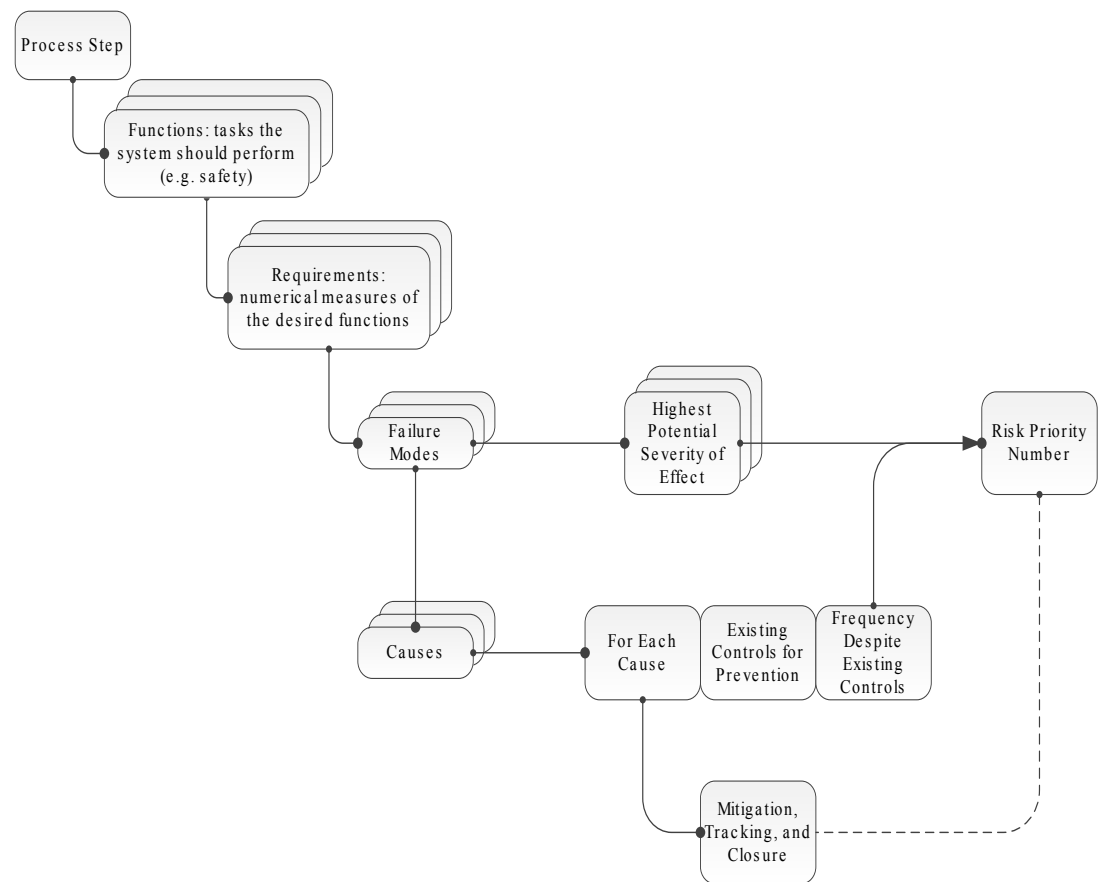 Process Step
Functions: tasks the
system should perform
(e.g. safety)
Requirements:
numerical measures of
the desired functions
Failure
Modes
Highest
Potential
Severity of
Effect
Risk Priority
Number
Causes
For Each
Cause
Existing
Controls for
Prevention
Frequency
Despite
Existing
Controls
Mitigation,
Tracking, and
Closure